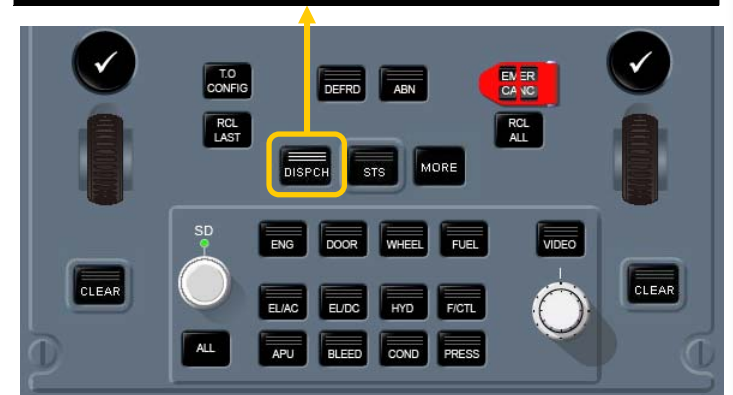 T.O
CONFIG
DEFRD
ABN
EMER
CANC
RCL
LAST
RCL
ALL
DISPCH
STS
MORE
SD
ENG
DOOR
WHEEL
FUEL
VIDEO
CLEAR
CLEAR
EL/AC
EL/DC
HYD
F/CTL
ALL
APU
BLEED
COND
PRESS